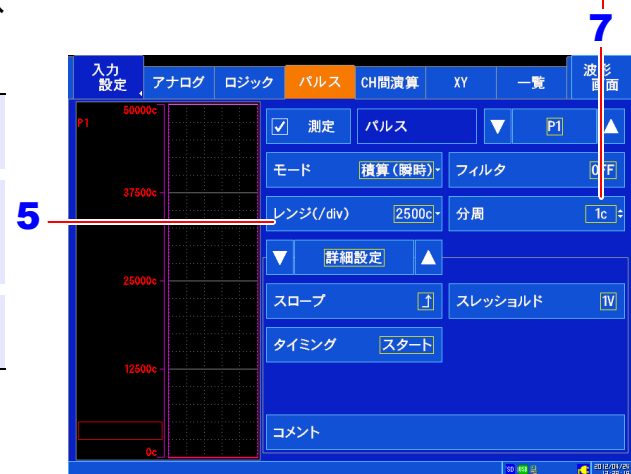 7
入力
設定
アナログ
ロジック
パルス
CH間演算
XY
一覧
波形
画面
P1
50000c
37500c
25000c
12500c
0c
測定
パルス
P1
モード
積算(瞬時)
フィルタ
OFF
5
レンジ(/div)
2500c
分周
1c
詳細設定
スロープ
スレッショルド
1V
タイミング
スタート
コメント
SD
USB